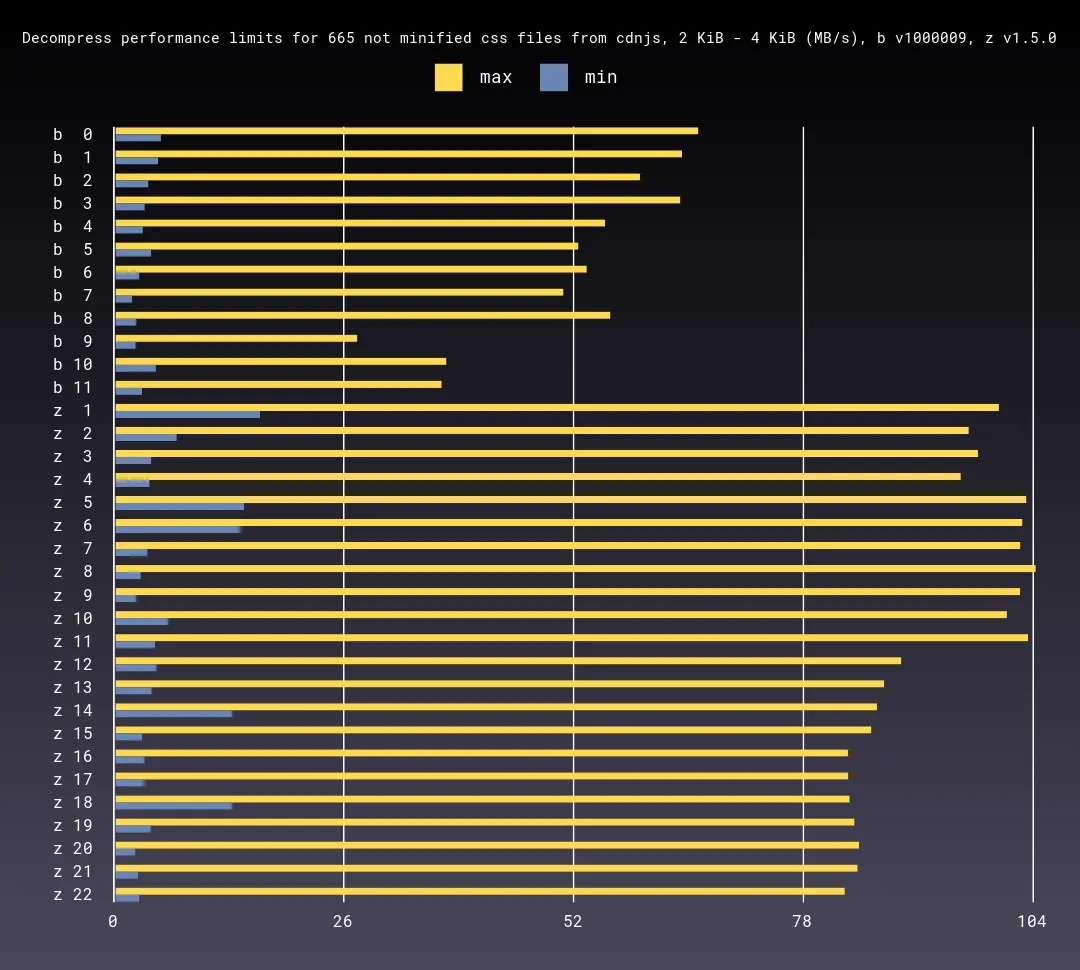 Decompress performance limits for 665 not minified css files from cdnjs, 2 KiB - 4 KiB (MB/s), b v1000009, z v1.5.0
max min
b 0
b 1
b 2
b 3
b 4
b 5
b 6
b 7
b 8
b 9
b 10
b 11
z 1
z 2
z 3
z 4
z 5
z 6
z 7
z 8
z 9
z 10
z 11
z 12
z 13
z 14
z 15
z 16
z 17
z 18
z 19
z 20
z 21
z 22
0 26 52 78 104